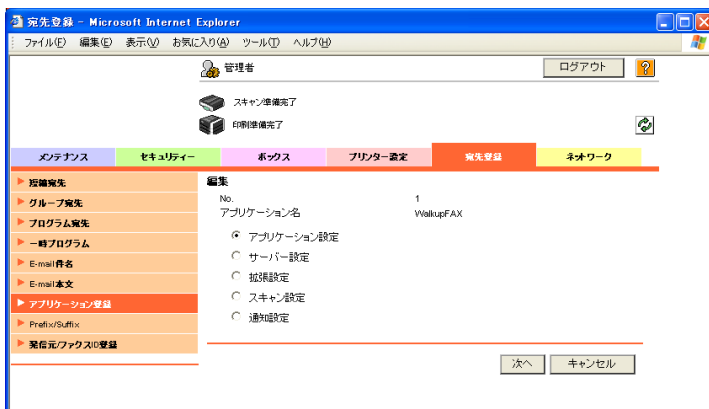 宛先登録 - Microsoft Internet Explorer
ファイル(F) 編集(E) 表示(V) お気に入り(A) ツール(T) ヘルプ(H)
管理者 ログアウト ?
スキャン準備完了
印刷準備完了
メンテナンス セキュリティー ボックス プリンター設定 宛先登録 ネットワーク
短縮宛先
グループ宛先
プログラム宛先
一時プログラム
E-mail件名
E-mail本文
アプリケーション登録
Prefix/Suffix
発信元/ファクスID登録
編集
No. 1
アプリケーション名 WalkupFAX
アプリケーション設定
サーバー設定
拡張設定
スキャン設定
通知設定
次へ キャンセル